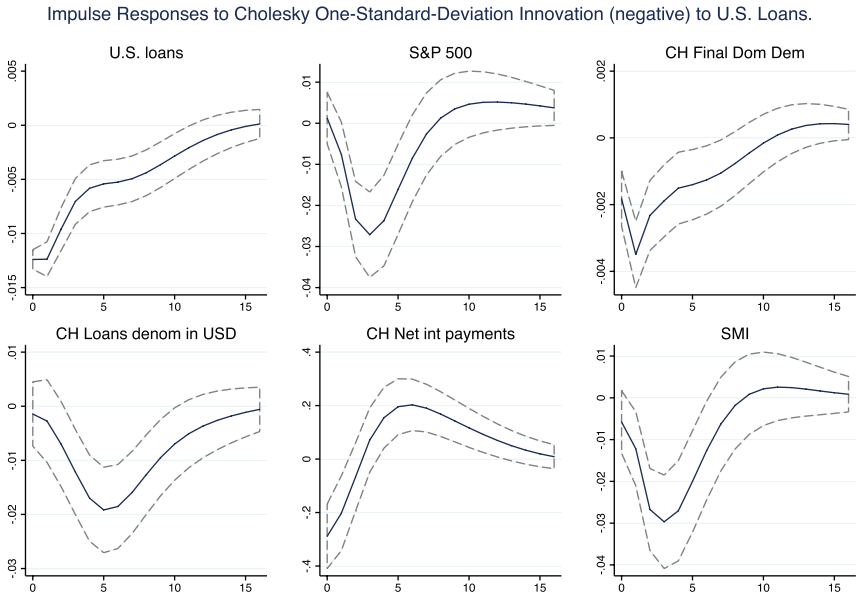 Impulse Responses to Cholesky One-Standard-Deviation Innovation (negative) to U.S. Loans.
U.S. loans
.005
0
-.005
-.01
-.015
0 5 10 15
S&P 500
.01
0
-.01
-.02
-.03
-.04
0 5 10 15
CH Final Dom Dem
.002
0
-.002
-.004
0 5 10 15
CH Loans denom in USD
.01
0
-.01
-.02
-.03
0 5 10 15
CH Net int payments
.4
.2
0
-.2
-.4
0 5 10 15
SMI
.01
0
-.01
-.02
-.03
-.04
0 5 10 15